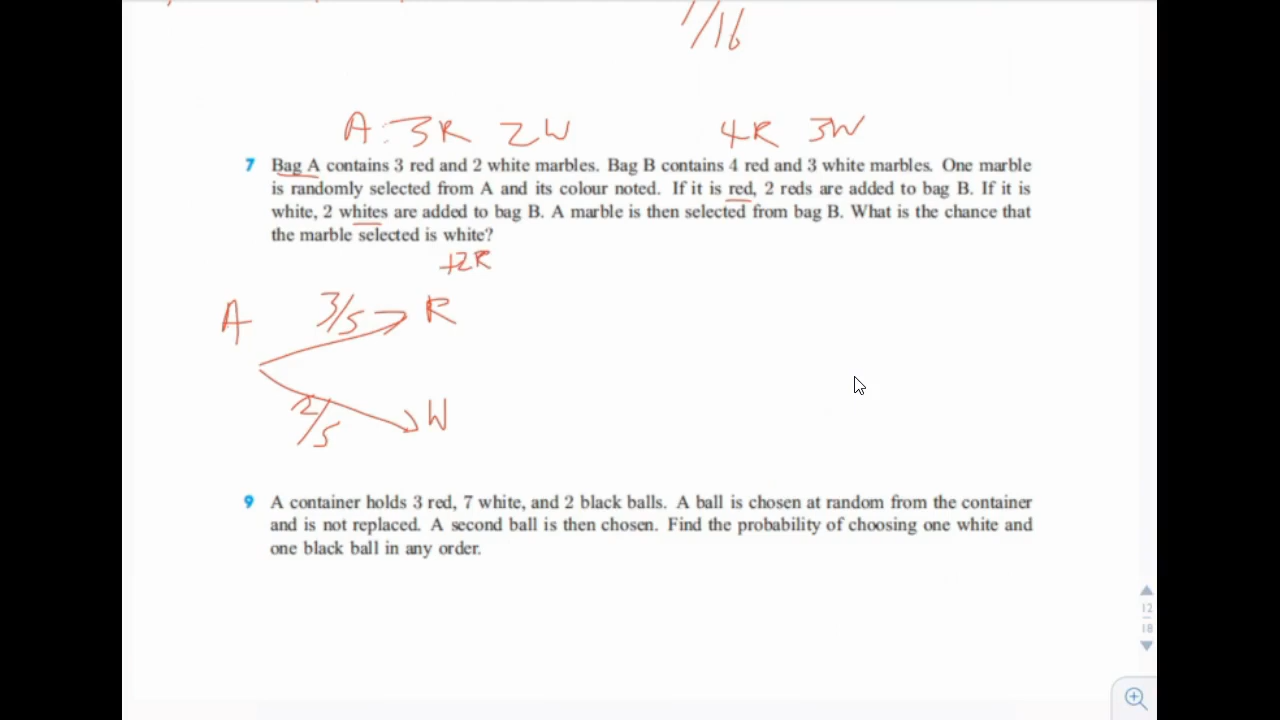 1/16
A: 3R 2W 4R 3W
7 Bag A contains 3 red and 2 white marbles. Bag B contains 4 red and 3 white marbles. One marble
is randomly selected from A and its colour noted. If it is red, 2 reds are added to bag B. If it is
white, 2 whites are added to bag B. A marble is then selected from bag B. What is the chance that
the marble selected is white?
+2R
A 3/5 R
2/5 W
9 A container holds 3 red, 7 white, and 2 black balls. A ball is chosen at random from the container
and is not replaced. A second ball is then chosen. Find the probability of choosing one white and
one black ball in any order.
12
18